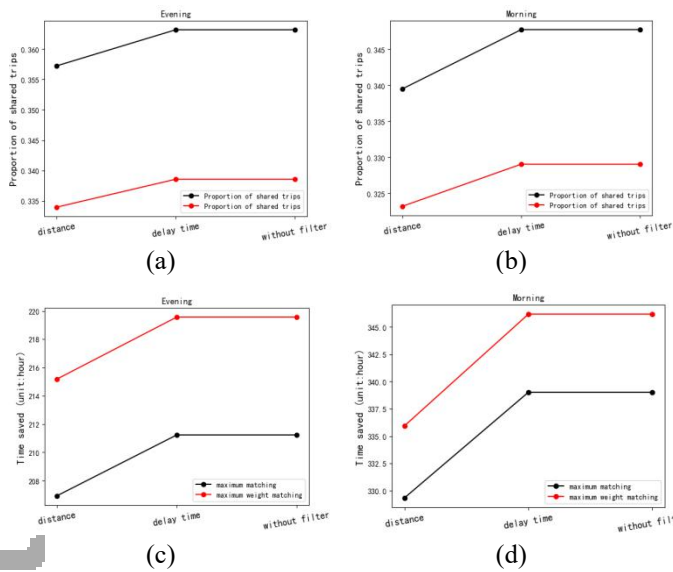 Evening
Proportion of shared trips
0.360
0.355
0.350
0.345
0.340
0.335
Proportion of shared trips
Proportion of shared trips
distance
delay time
without filter
(a)
Morning
Proportion of shared trips
0.345
0.340
0.335
0.330
0.325
Proportion of shared trips
Proportion of shared trips
distance
delay time
without filter
(b)
Evening
Time saved (unit:hour)
220
218
216
214
212
210
208
maximum matching
maximum weight matching
distance
delay time
without filter
(c)
Morning
Time saved (unit:hour)
345.0
342.5
340.0
337.5
335.0
332.5
330.0
maximum matching
maximum weight matching
distance
delay time
without filter
(d)